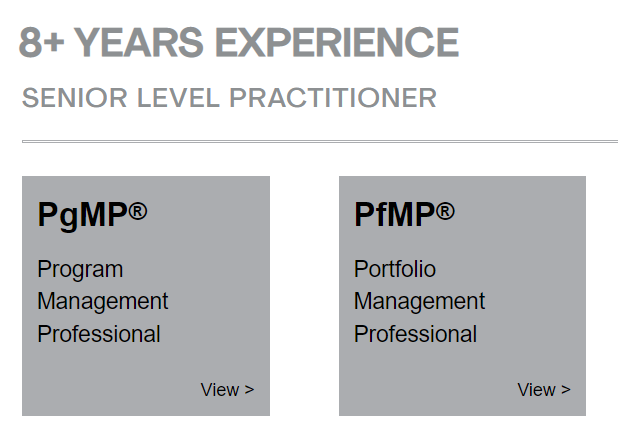 8+ YEARS EXPERIENCE
SENIOR LEVEL PRACTITIONER
PgMP®
Program
Management
Professional
View >
PfMP®
Portfolio
Management
Professional
View >